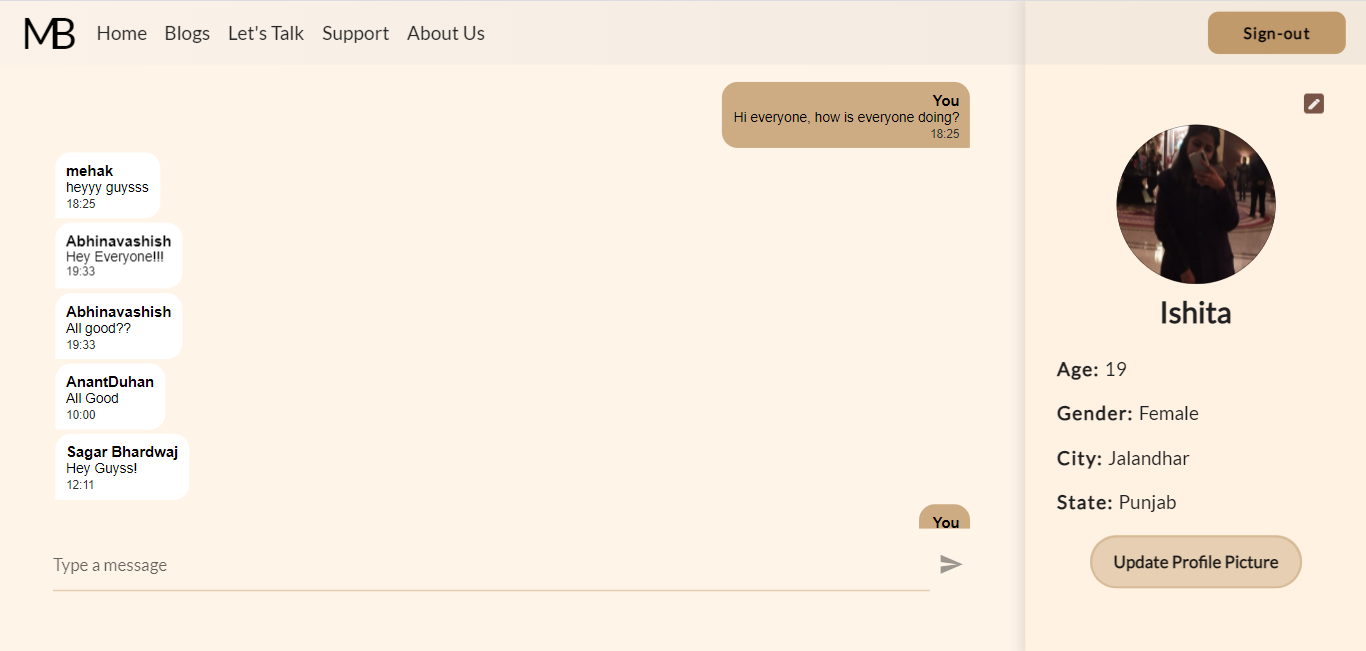 MB Home Blogs Let's Talk Support About Us Sign-out
You
Hi everyone, how is everyone doing?
18:25
mehak
heyyy guysss
18:25
Abhinavashish
Hey Everyone!!!
19:33
Abhinavashish
All good??
19:33
AnantDuhan
All Good
10:00
Sagar Bhardwaj
Hey Guyss!
12:11
You
Type a message
Ishita
Age: 19
Gender: Female
City: Jalandhar
State: Punjab
Update Profile Picture